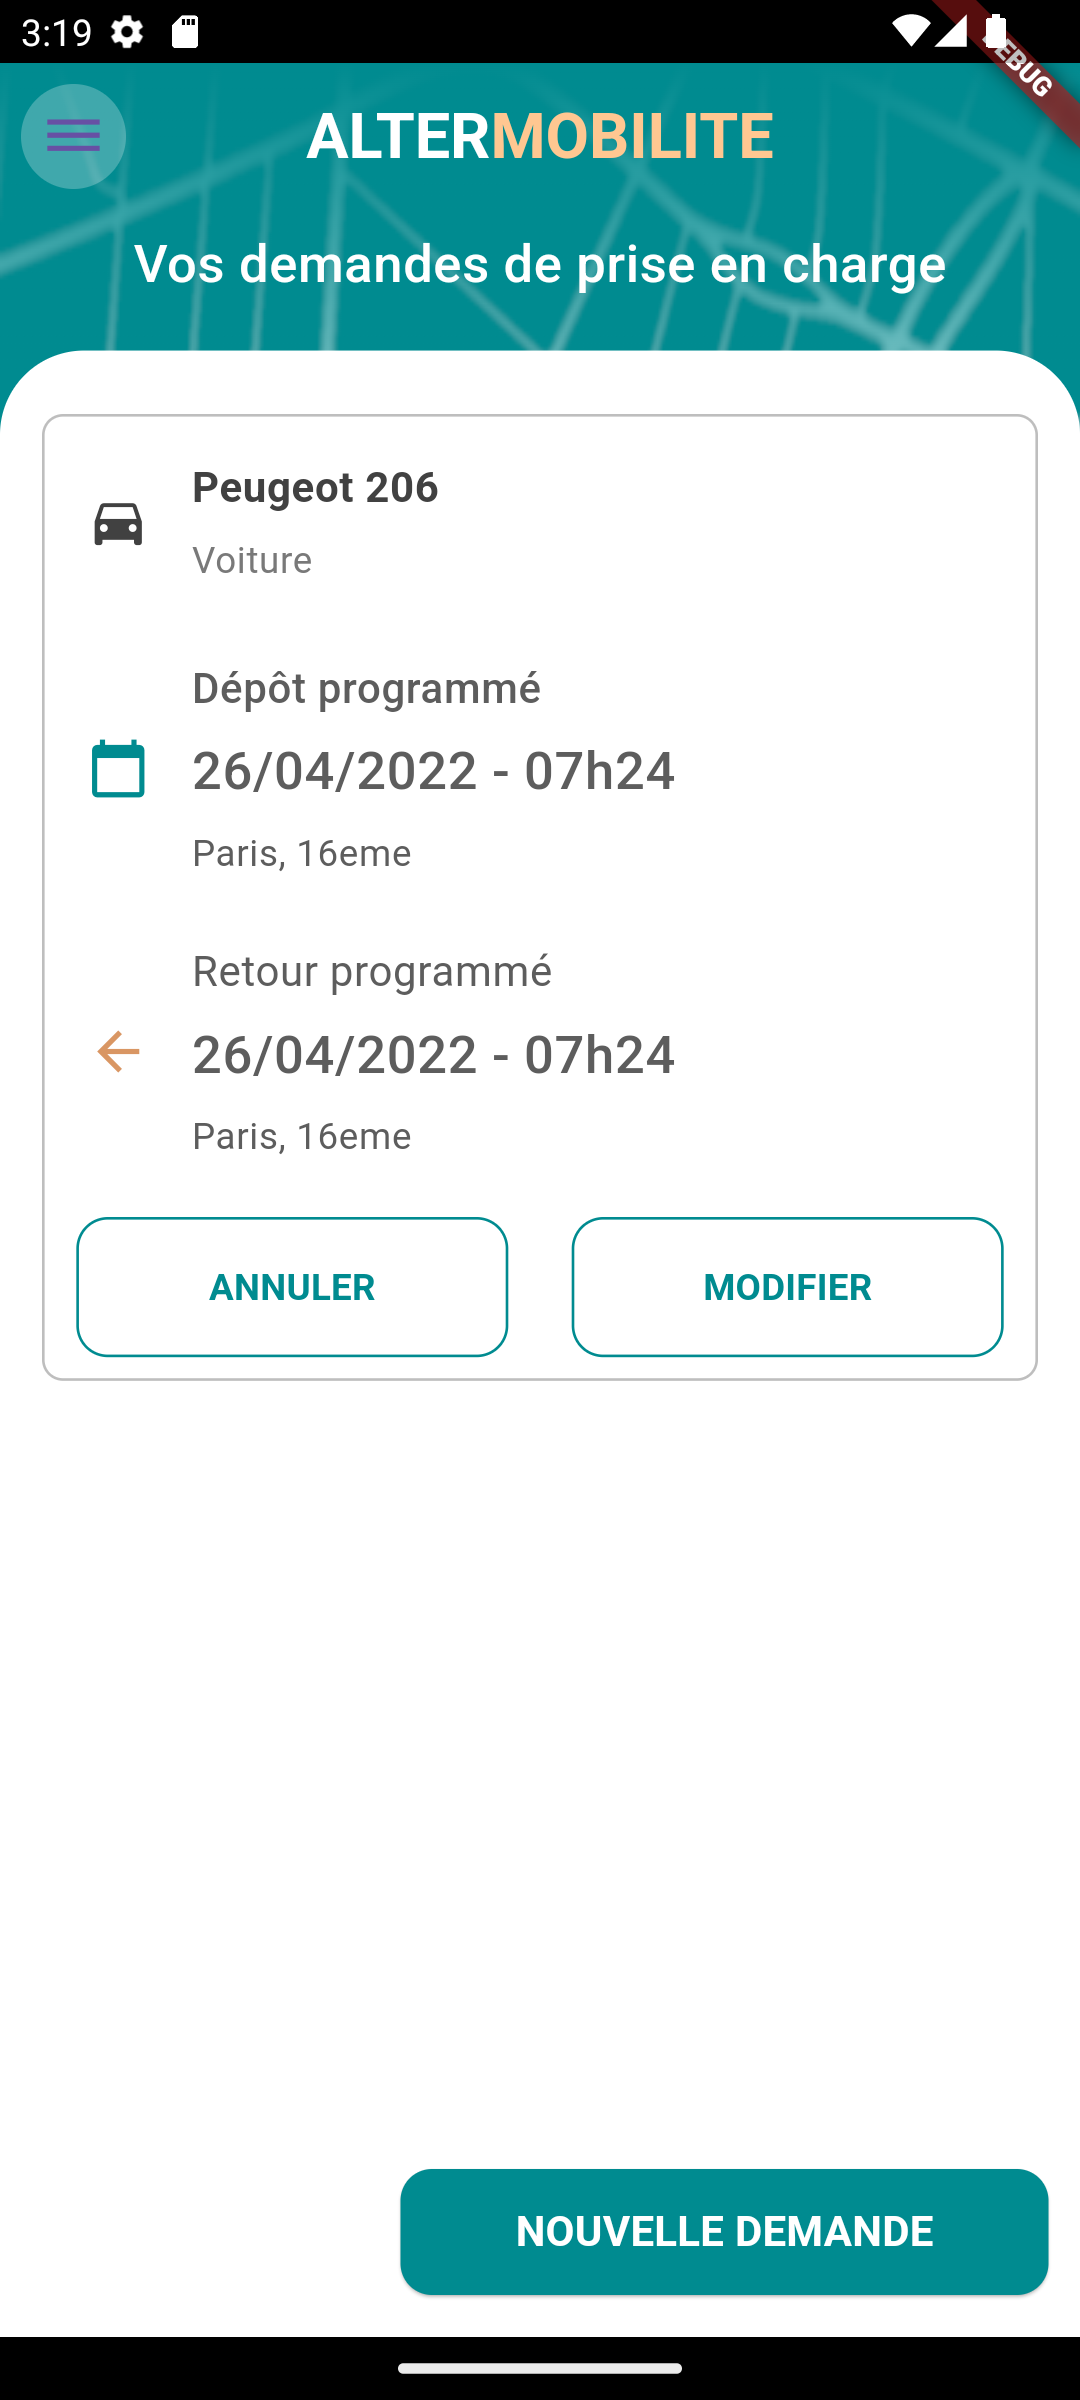 3:19
DEBUG
ALTERMOBILITE
Vos demandes de prise en charge
Peugeot 206
Voiture
Dépôt programmé
26/04/2022 - 07h24
Paris, 16eme
Retour programmé
26/04/2022 - 07h24
Paris, 16eme
ANNULER
MODIFIER
NOUVELLE DEMANDE